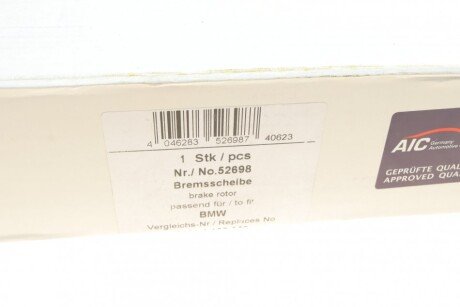 4 046283 526987 40623
1 Stk / pcs
Nr./ No.52698
Bremsscheibe
brake rotor
passend für / to fit
BMW
Vergleichs-Nr / Replaces No
AIC Germany
Automotive
GEPRÜFTE QUAL
APPROVED QUAL